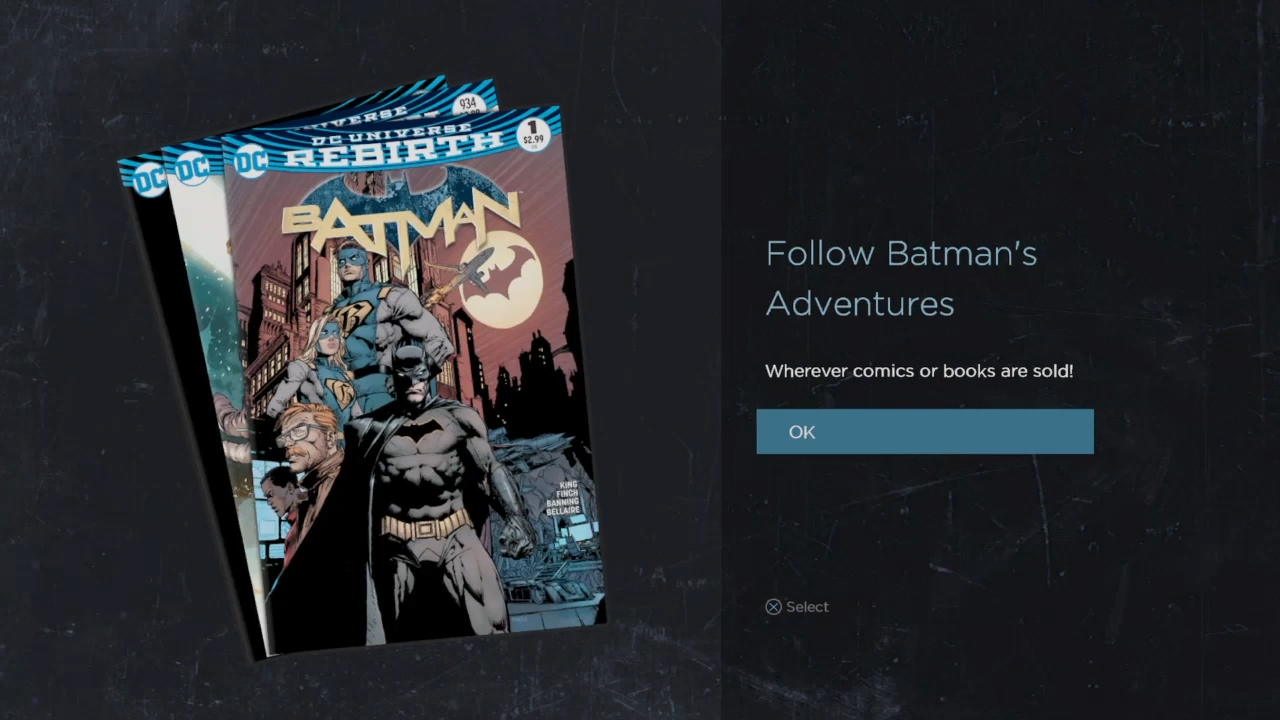 DC
DC
IVERSE
934
DC
DC UNIVERSE
REBIRTH
1
$2.99
BATMAN
KING
FINCH
BANNING
BELLAIRE
Follow Batman's
Adventures
Wherever comics or books are sold!
OK
Select